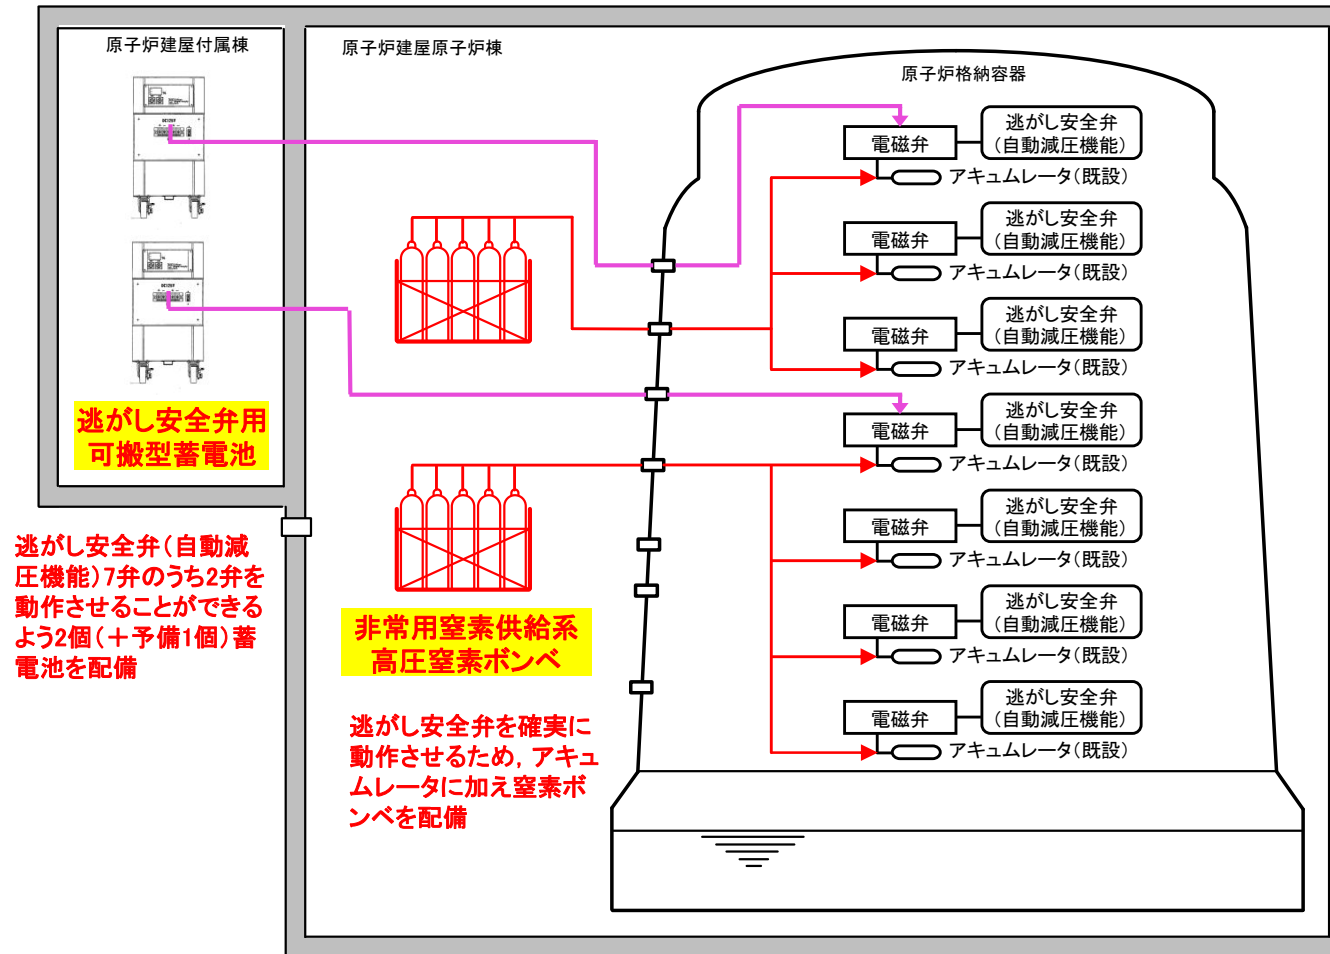 原子炉建屋付属棟
原子炉建屋原子炉棟
原子炉格納容器
逃がし安全弁用
可搬型蓄電池
逃がし安全弁(自動減
圧機能)7弁のうち2弁を
動作させることができる
よう2個(+予備1個)蓄
電池を配備
非常用窒素供給系
高圧窒素ボンベ
逃がし安全弁を確実に
動作させるため,アキュ
ムレータに加え窒素ボ
ンベを配備
電磁弁
逃がし安全弁
(自動減圧機能)
アキュムレータ(既設)
電磁弁
逃がし安全弁
(自動減圧機能)
アキュムレータ(既設)
電磁弁
逃がし安全弁
(自動減圧機能)
アキュムレータ(既設)
電磁弁
逃がし安全弁
(自動減圧機能)
アキュムレータ(既設)
電磁弁
逃がし安全弁
(自動減圧機能)
アキュムレータ(既設)
電磁弁
逃がし安全弁
(自動減圧機能)
アキュムレータ(既設)
電磁弁
逃がし安全弁
(自動減圧機能)
アキュムレータ(既設)